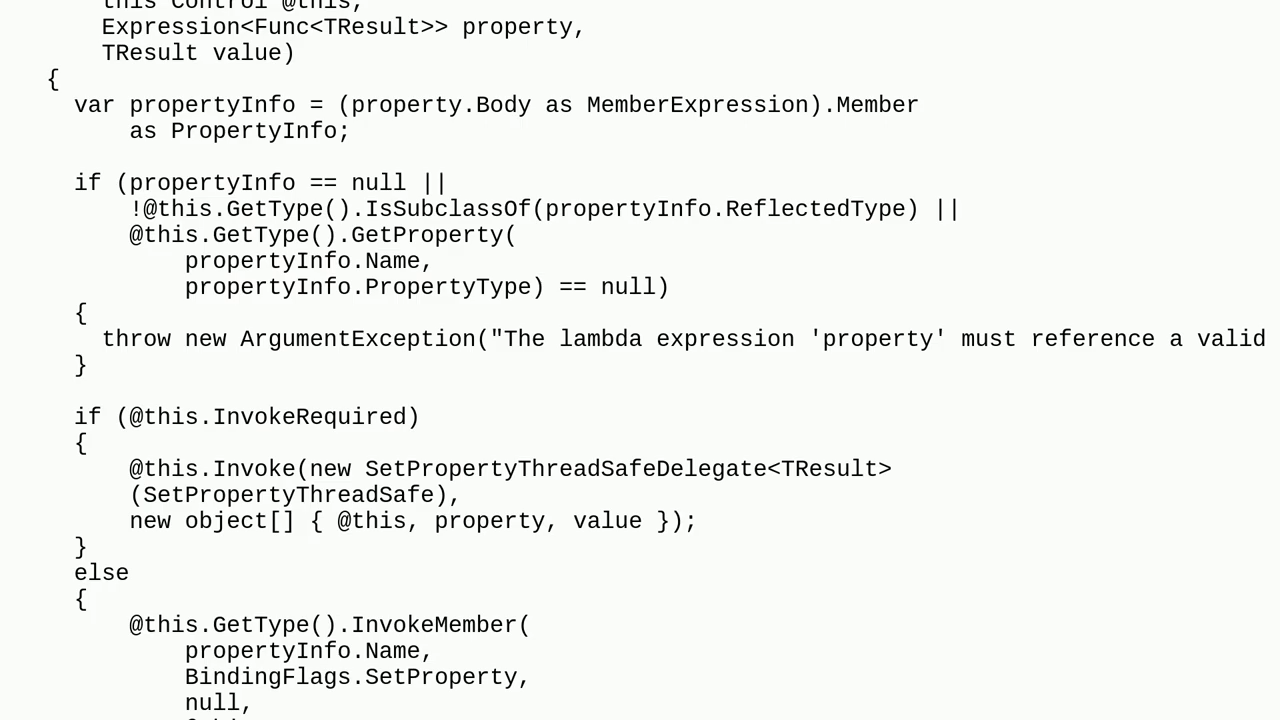 this Control @this,
Expression<Func<TResult>> property,
TResult value)
{
var propertyInfo = (property.Body as MemberExpression).Member
as PropertyInfo;
if (propertyInfo == null ||
!@this.GetType().IsSubclassOf(propertyInfo.ReflectedType) ||
@this.GetType().GetProperty(
propertyInfo.Name,
propertyInfo.PropertyType) == null)
{
throw new ArgumentException("The lambda expression 'property' must reference a valid
}
if (@this.InvokeRequired)
{
@this.Invoke(new SetPropertyThreadSafeDelegate<TResult>
(SetPropertyThreadSafe),
new object[] { @this, property, value });
}
else
{
@this.GetType().InvokeMember(
propertyInfo.Name,
BindingFlags.SetProperty,
null,